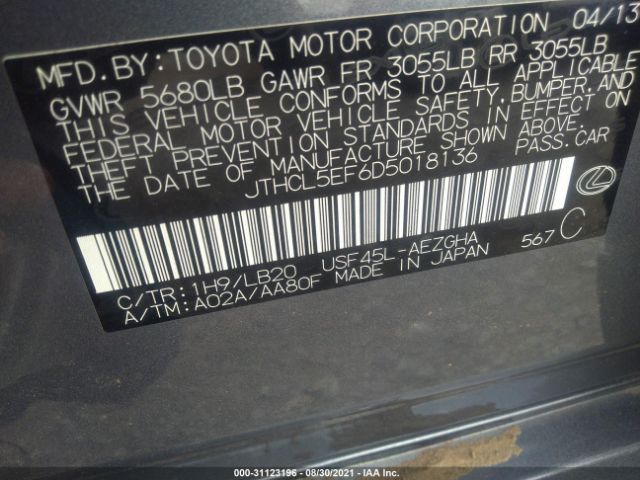 MFD. BY: TOYOTA MOTOR CORPORATION 04/13
GVWR 5680LB GAWR FR 3055LB RR 3055LB
THIS VEHICLE CONFORMS TO ALL APPLICABLE
FEDERAL MOTOR VEHICLE SAFETY, BUMPER, AND
THEFT PREVENTION STANDARDS IN EFFECT ON
THE DATE OF MANUFACTURE SHOWN ABOVE.
JTHCL5EF6D5018136 PASS. CAR
C/TR: 1H9/LB20 USF45L-AEZGHA 567 C
A/TM: A02A/AA80F MADE IN JAPAN
000-31123196 - 08/30/2021 - IAA Inc.